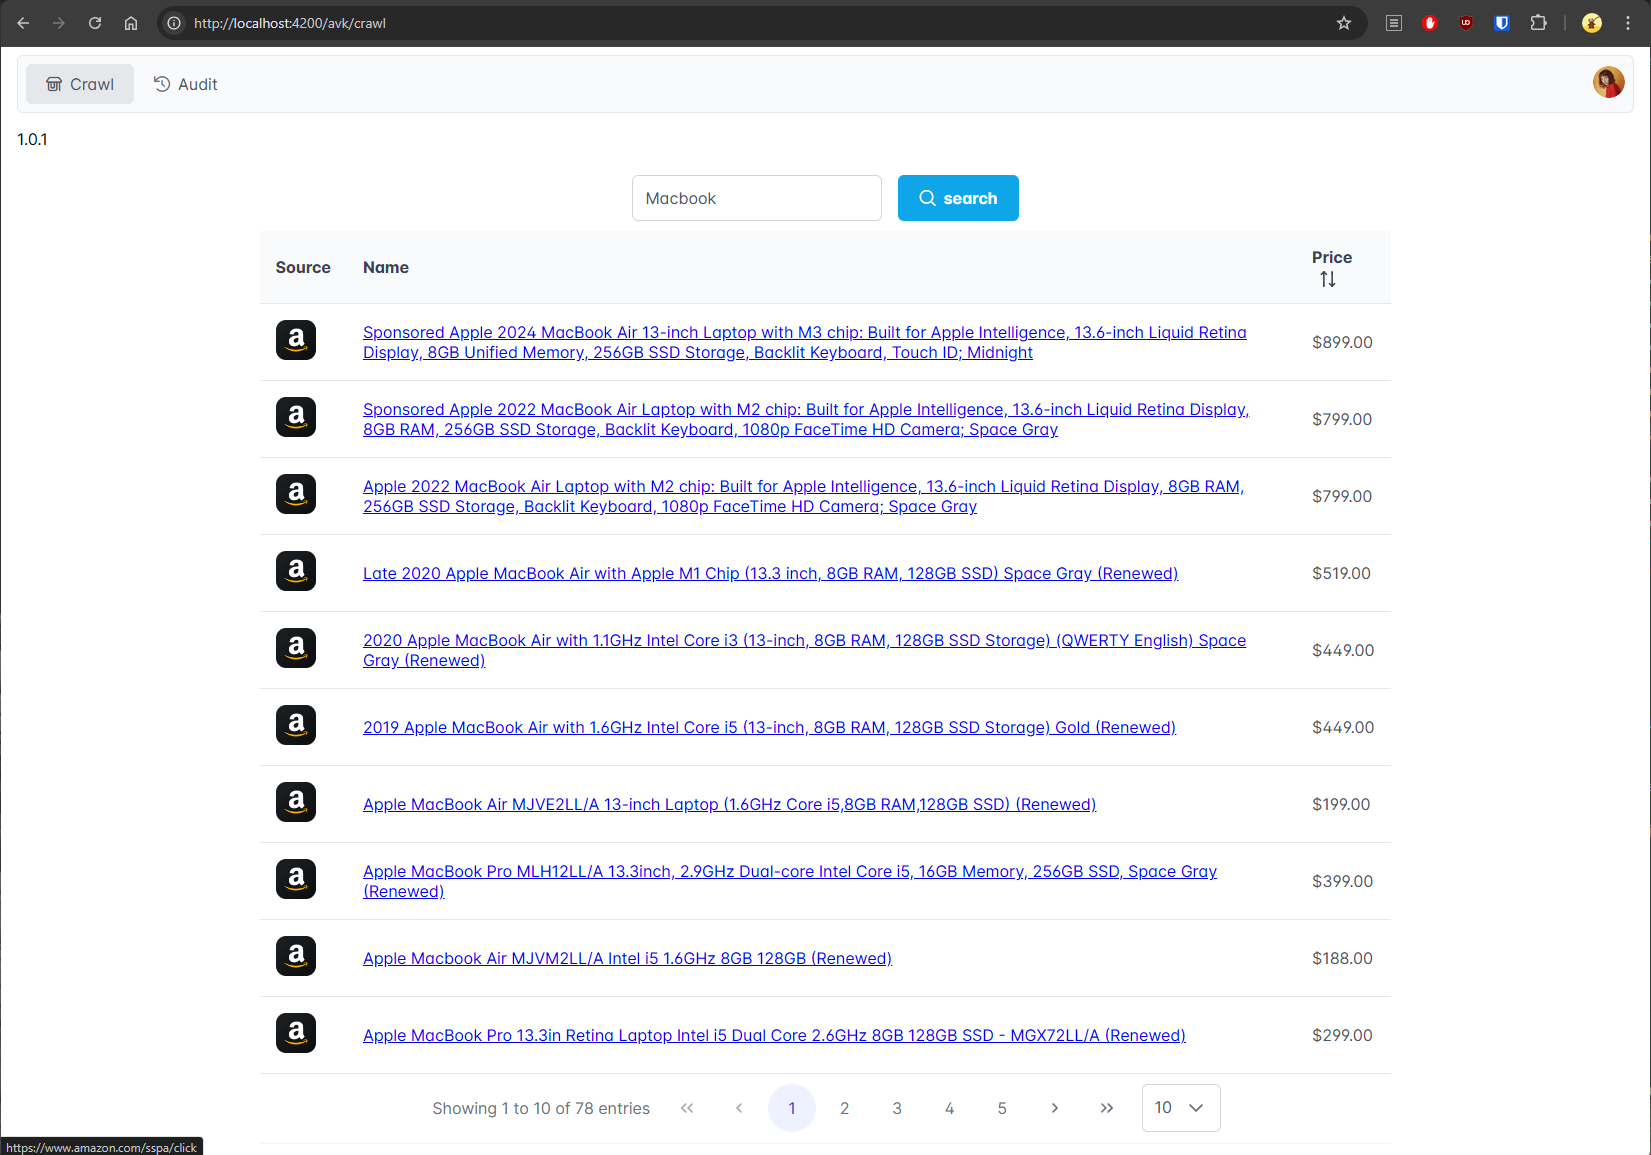 http://localhost:4200/avk/crawl
Crawl
Audit
1.0.1
Macbook
search
Source
Name
Price
a
Sponsored Apple 2024 MacBook Air 13-inch Laptop with M3 chip: Built for Apple Intelligence, 13.6-inch Liquid Retina
Display, 8GB Unified Memory, 256GB SSD Storage, Backlit Keyboard, Touch ID; Midnight
$899.00
a
Sponsored Apple 2022 MacBook Air Laptop with M2 chip: Built for Apple Intelligence, 13.6-inch Liquid Retina Display,
8GB RAM, 256GB SSD Storage, Backlit Keyboard, 1080p FaceTime HD Camera; Space Gray
$799.00
a
Apple 2022 MacBook Air Laptop with M2 chip: Built for Apple Intelligence, 13.6-inch Liquid Retina Display, 8GB RAM,
256GB SSD Storage, Backlit Keyboard, 1080p FaceTime HD Camera; Space Gray
$799.00
a
Late 2020 Apple MacBook Air with Apple M1 Chip (13.3 inch, 8GB RAM, 128GB SSD) Space Gray (Renewed)
$519.00
a
2020 Apple MacBook Air with 1.1GHz Intel Core i3 (13-inch, 8GB RAM, 128GB SSD Storage) (QWERTY English) Space
Gray (Renewed)
$449.00
a
2019 Apple MacBook Air with 1.6GHz Intel Core i5 (13-inch, 8GB RAM, 128GB SSD Storage) Gold (Renewed)
$449.00
a
Apple MacBook Air MJVE2LL/A 13-inch Laptop (1.6GHz Core i5,8GB RAM,128GB SSD) (Renewed)
$199.00
a
Apple MacBook Pro MLH12LL/A 13.3inch, 2.9GHz Dual-core Intel Core i5, 16GB Memory, 256GB SSD, Space Gray
(Renewed)
$399.00
a
Apple Macbook Air MJVM2LL/A Intel i5 1.6GHz 8GB 128GB (Renewed)
$188.00
a
Apple MacBook Pro 13.3in Retina Laptop Intel i5 Dual Core 2.6GHz 8GB 128GB SSD - MGX72LL/A (Renewed)
$299.00
Showing 1 to 10 of 78 entries
1
2
3
4
5
10
https://www.amazon.com/sspa/click